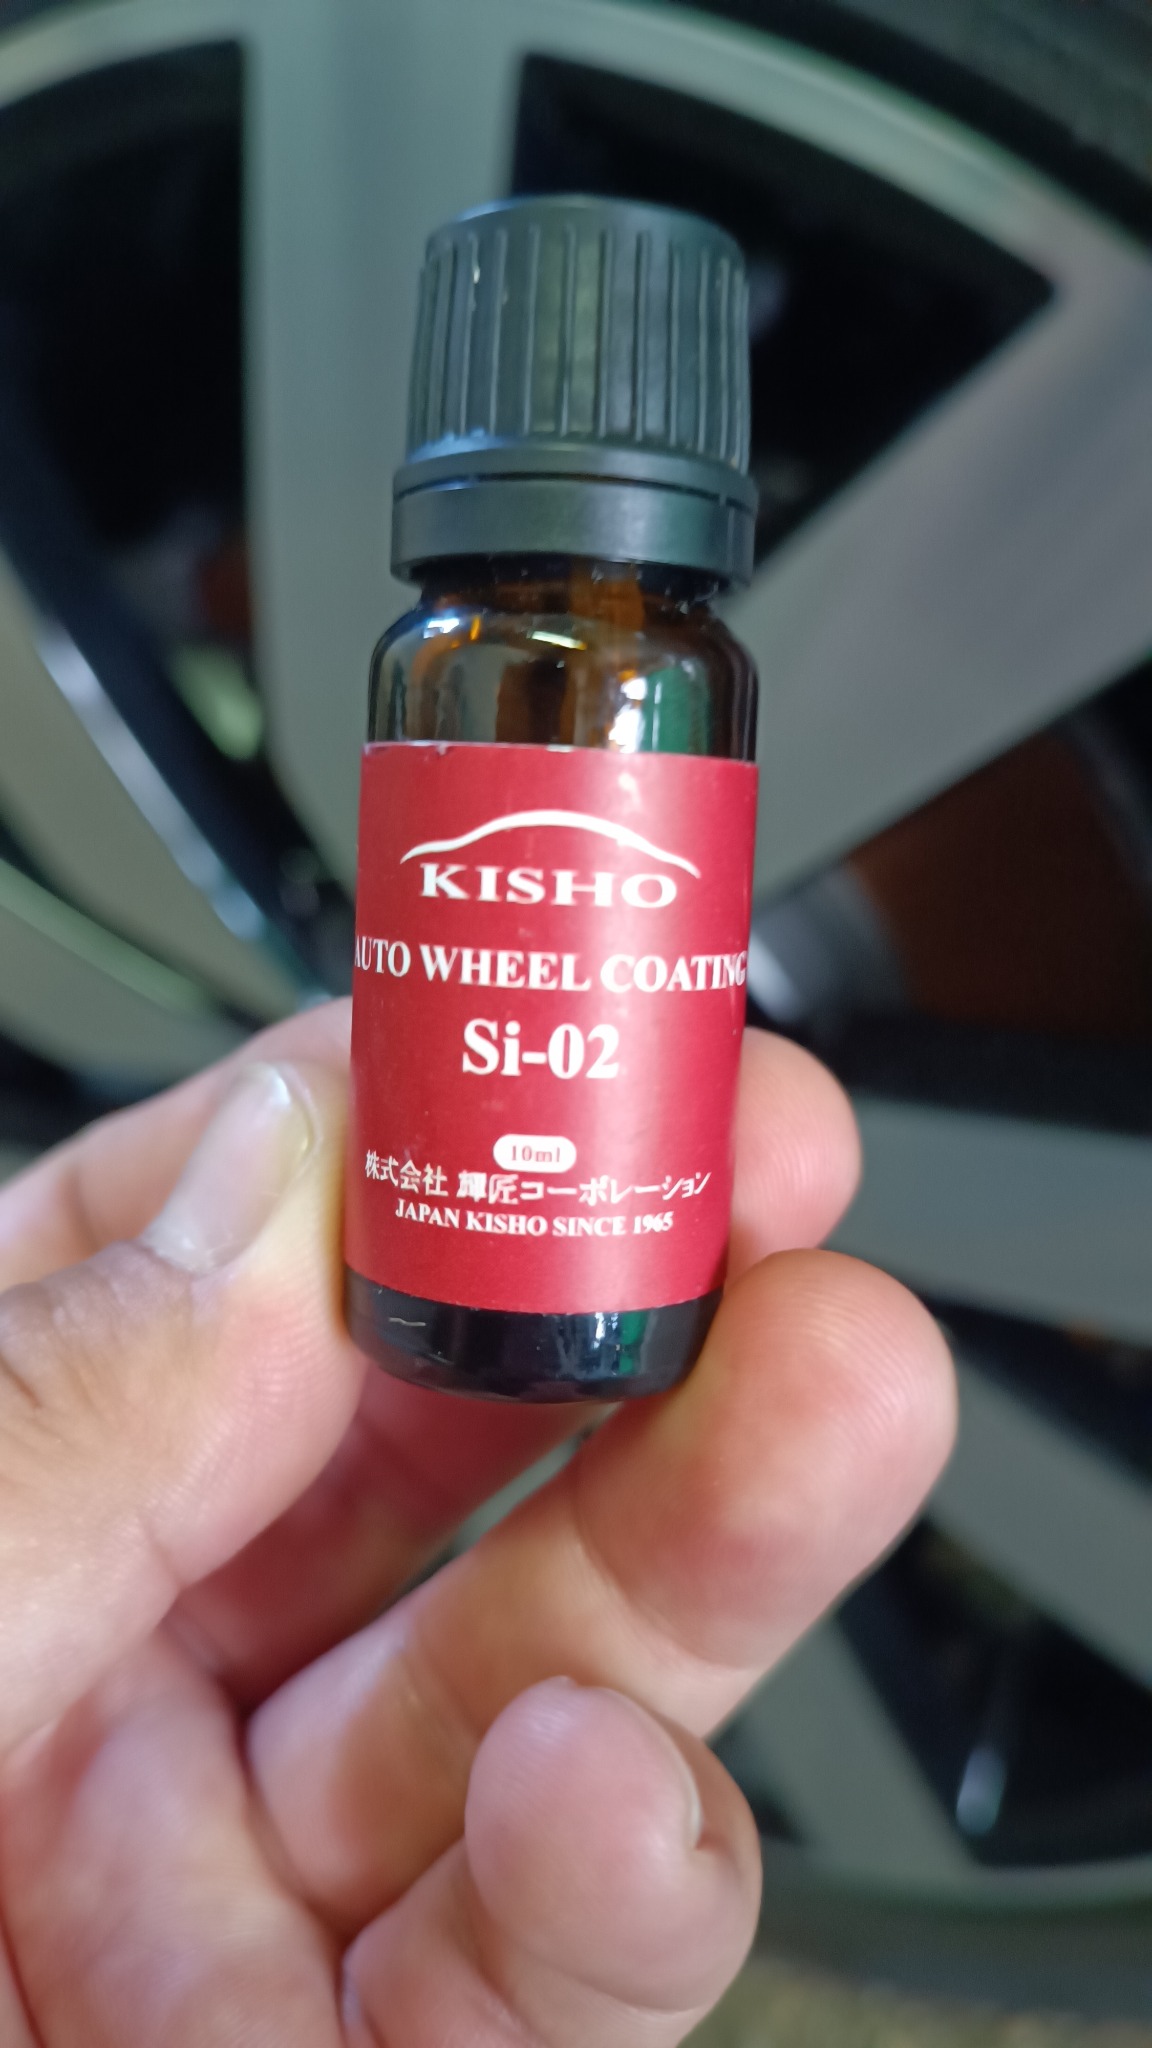 KISHO
AUTO WHEEL COATING
Si-02
10ml
株式会社 輝匠コーポレーション
JAPAN KISHO SINCE 1965